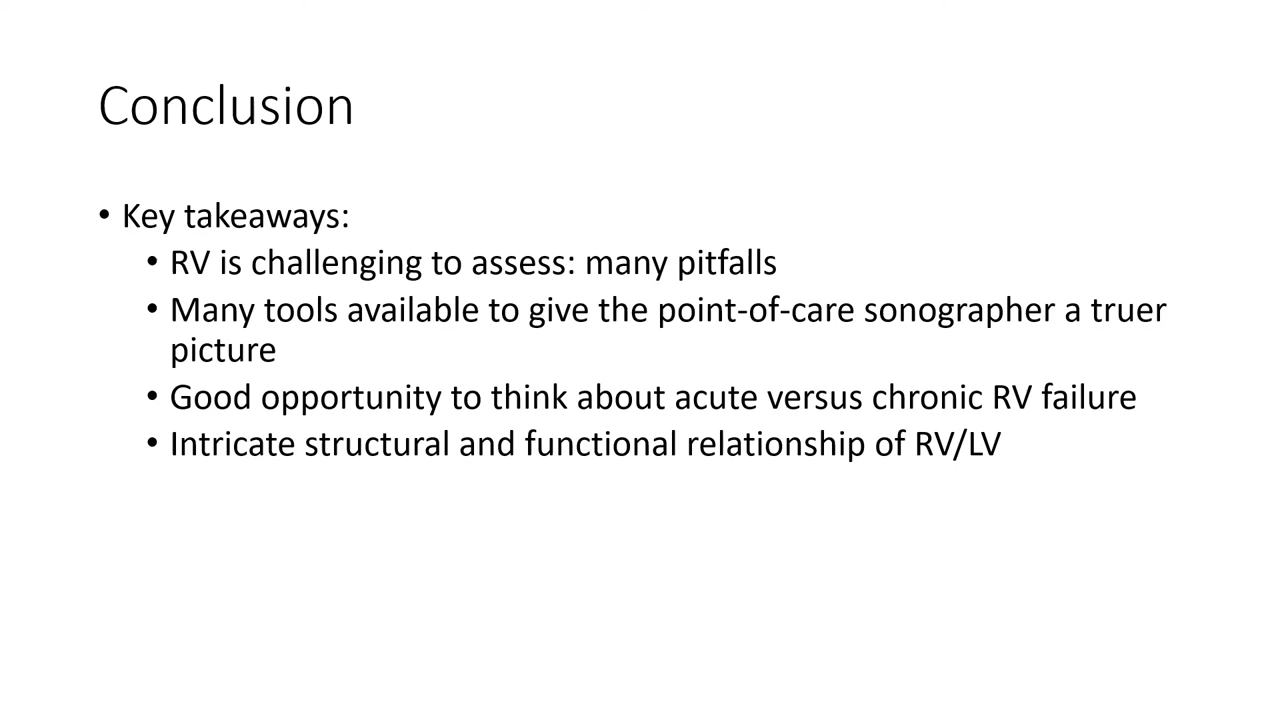 Conclusion
• Key takeaways:
• RV is challenging to assess: many pitfalls
• Many tools available to give the point-of-care sonographer a truer
picture
• Good opportunity to think about acute versus chronic RV failure
• Intricate structural and functional relationship of RV/LV